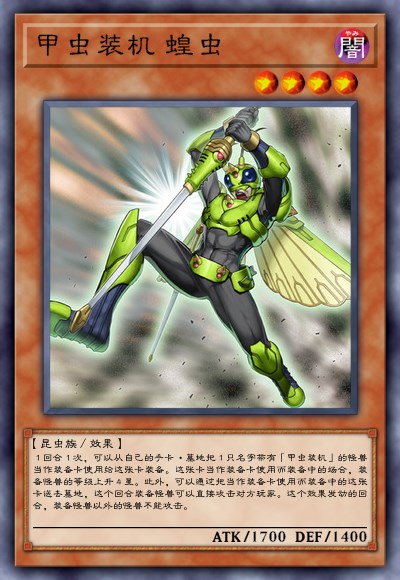 甲虫装机 蝗虫
やみ
闇
【昆虫族／效果】
１回合１次，可以从自己的手卡·墓地把１只名字带有「甲虫装机」的怪兽
当作装备卡使用给这张卡装备。这张卡当作装备卡使用而装备中的场合，装
备怪兽的等级上升４星。此外，可以通过把当作装备卡使用而装备中的这张
卡送去墓地，这个回合装备怪兽可以直接攻击对方玩家。这个效果发动的回
合，装备怪兽以外的怪兽不能攻击。
ATK/1700 DEF/1400